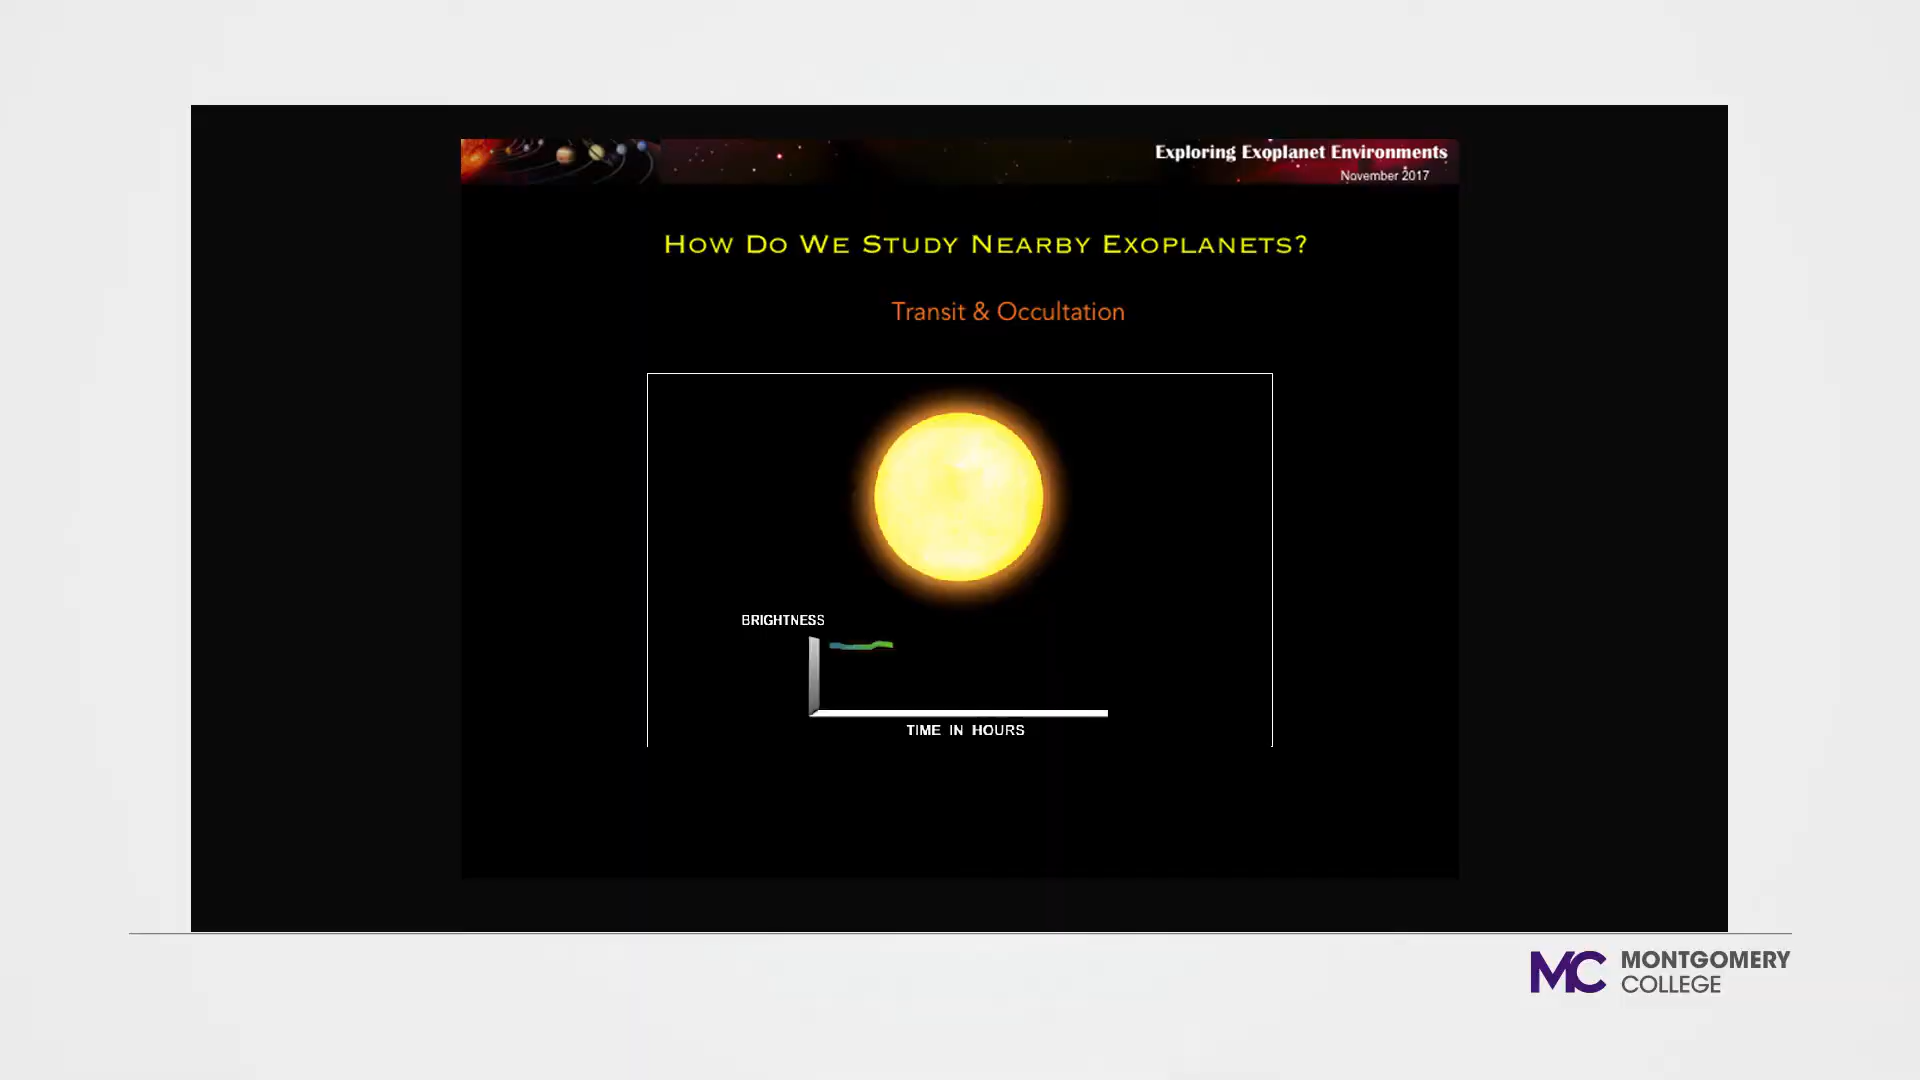 Exploring Exoplanet Environments
November 2017
How Do We Study Nearby Exoplanets?
Transit & Occultation
BRIGHTNESS
TIME IN HOURS
MC MONTGOMERY
COLLEGE